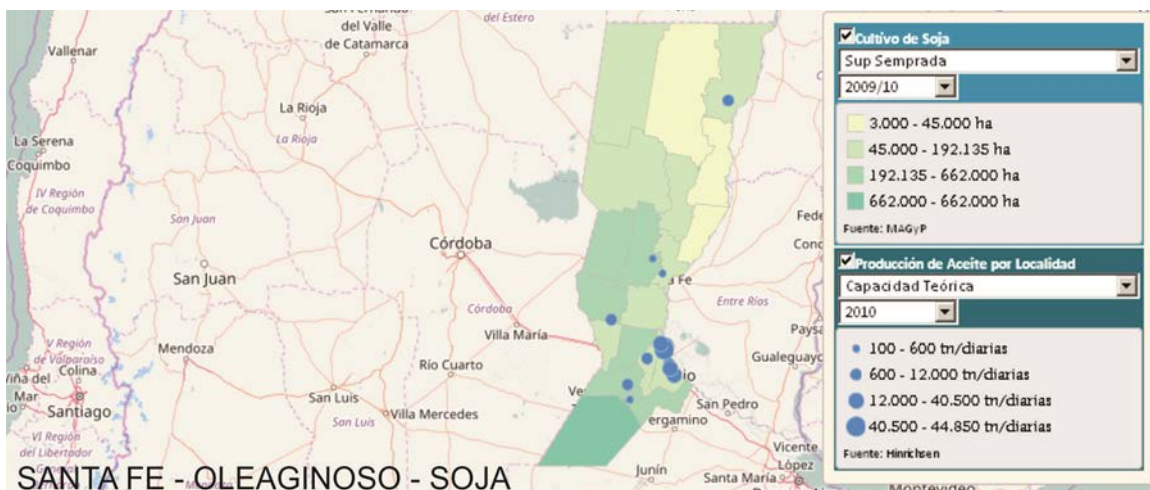 del Valle
de Catamarca
del Estero
Vallenar
La Rioja
La Rioja
La Serena
Coquimbo
IV Región
de Coquimbo
San Juan
San Juan
Córdoba
Córdoba
Villa María
Entre Ríos
V Región
de Valparaíso
Colina
Viña del
Mar
Santiago
Mendoza
San Luis
San Luis
Río Cuarto
Villa Mercedes
Gualeguay
San Pedro
Junín
Santa María
Vicente
López
VI Región
del Libertador
Montevideo
SANTA FE - OLEAGINOSO - SOJA
Cultivo de Soja
Sup Semprada
2009/10
3.000 - 45.000 ha
45.000 - 192.135 ha
192.135 - 662.000 ha
662.000 - 662.000 ha
Fuente: MAGyP
Producción de Aceite por Localidad
Capacidad Teórica
2010
100 - 600 tn/diarias
600 - 12.000 tn/diarias
12.000 - 40.500 tn/diarias
40.500 - 44.850 tn/diarias
Fuente: Hinrichsen